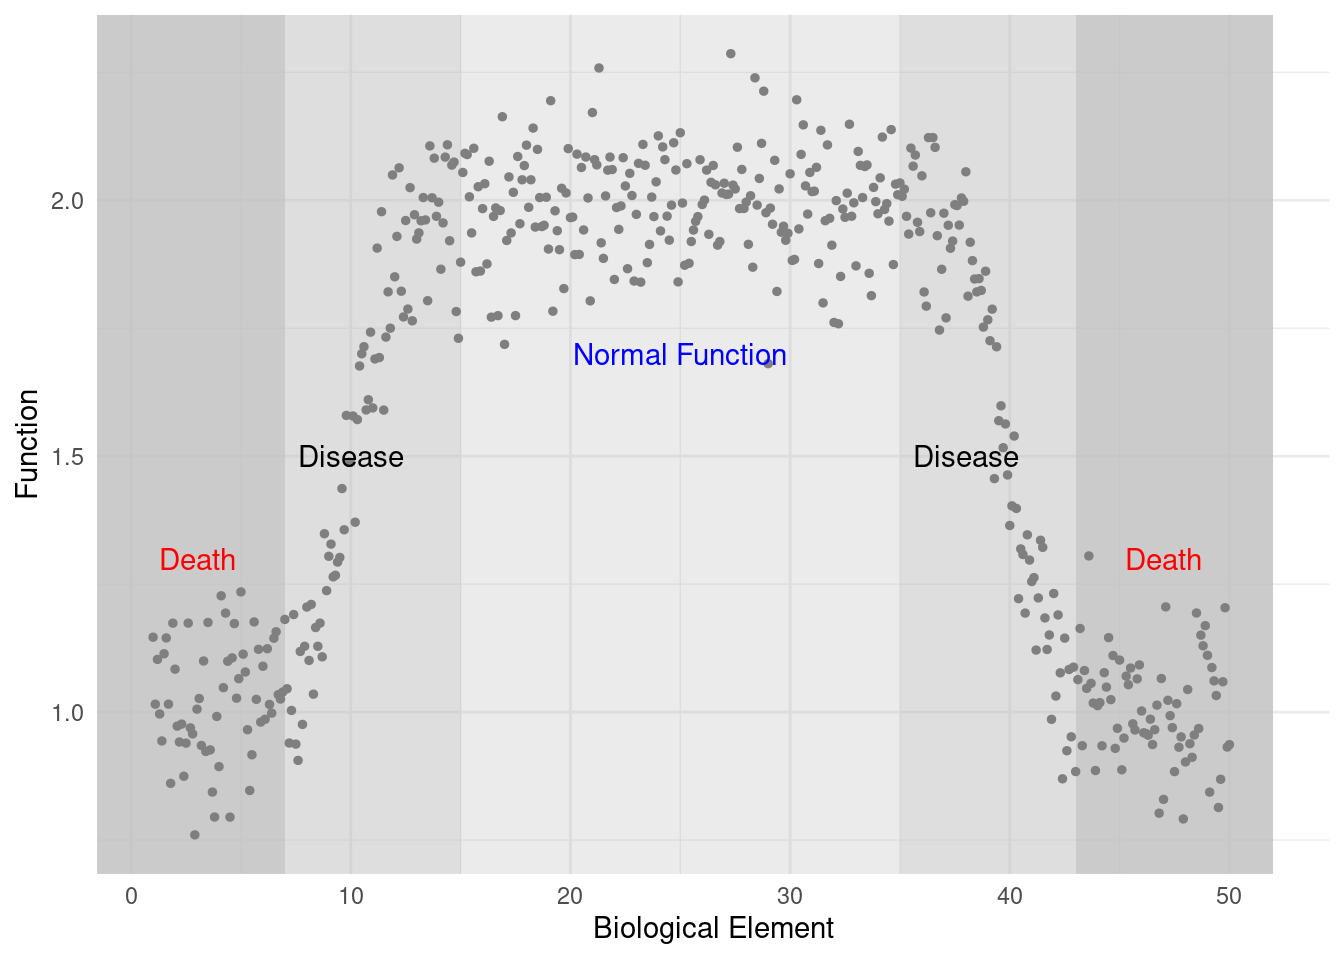 2.0
Normal Function
Function
1.5
Disease
Disease
Death
Death
1.0
0
10
20
30
40
50
Biological Element